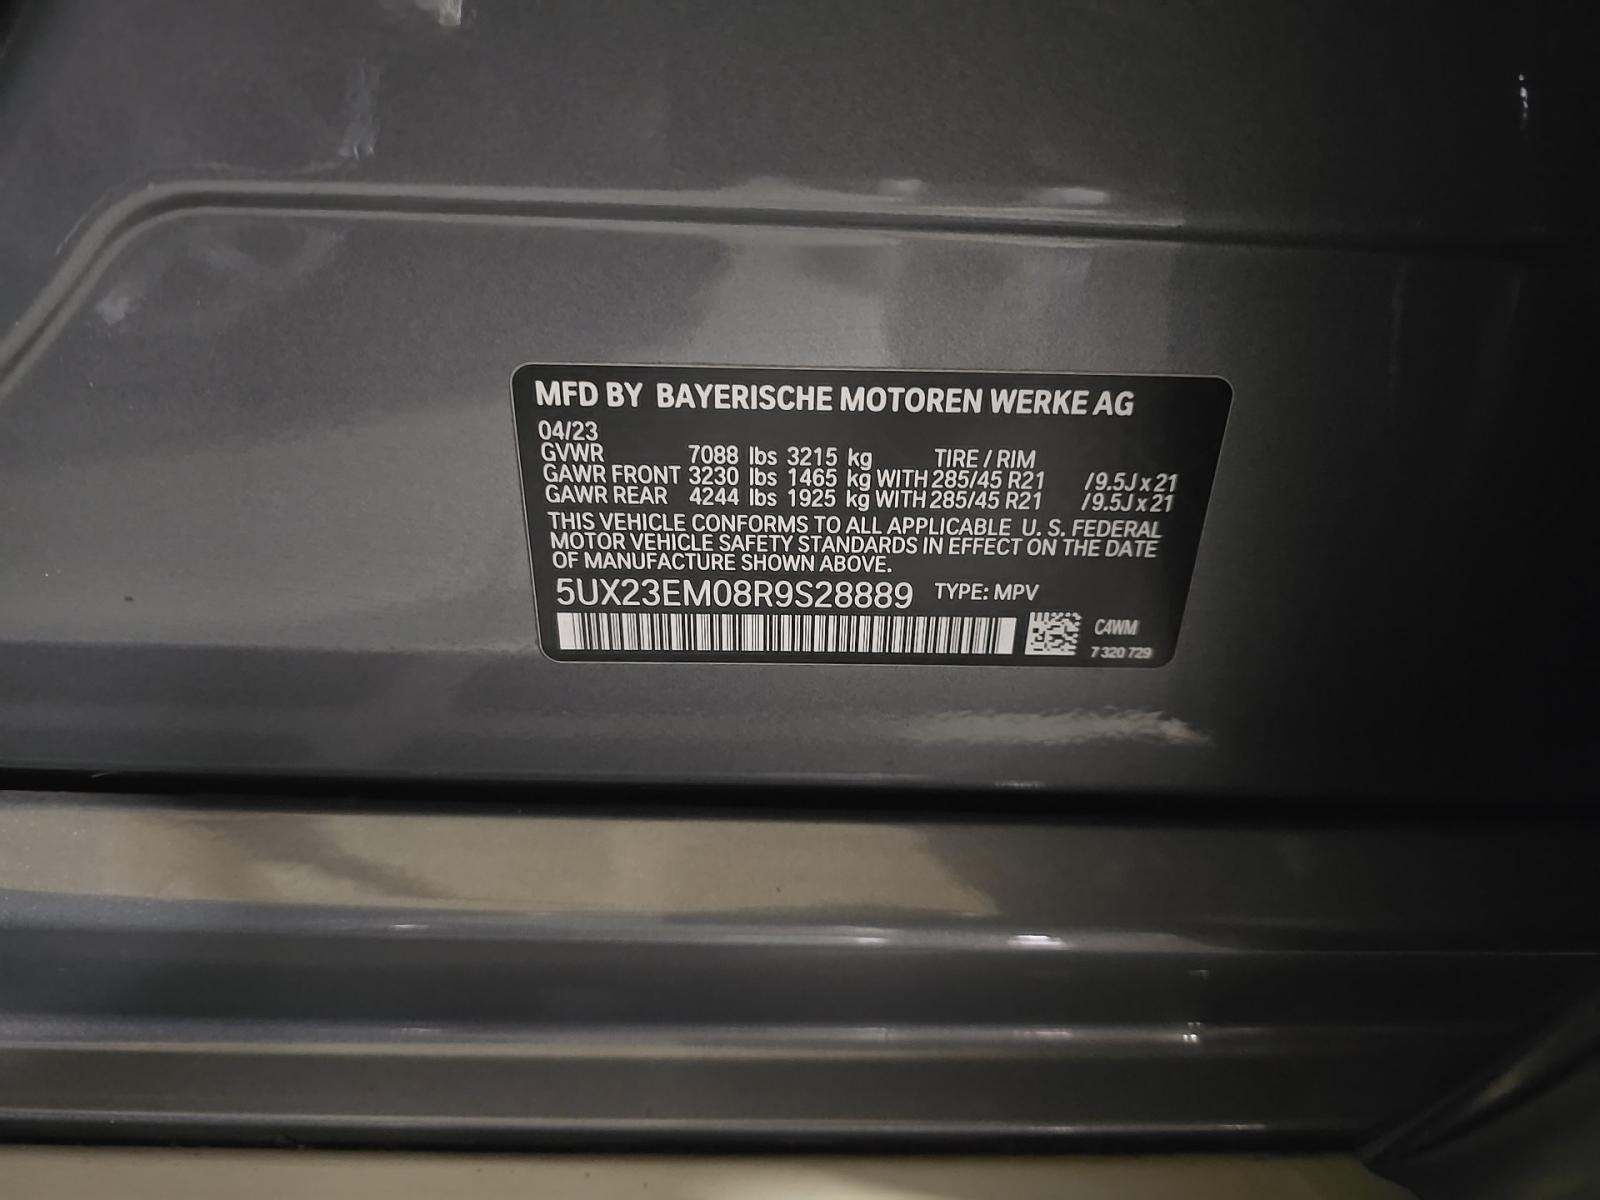 MFD BY BAYERISCHE MOTOREN WERKE AG
04/23
GVWR 7088 lbs 3215 kg TIRE / RIM
GAWR FRONT 3230 lbs 1465 kg WITH 285/45 R21 /9.5J x 21
GAWR REAR 4244 lbs 1925 kg WITH 285/45 R21 /9.5J x 21
THIS VEHICLE CONFORMS TO ALL APPLICABLE U. S. FEDERAL
MOTOR VEHICLE SAFETY STANDARDS IN EFFECT ON THE DATE
OF MANUFACTURE SHOWN ABOVE.
5UX23EM08R9S28889 TYPE: MPV
C4WM
7 320 729